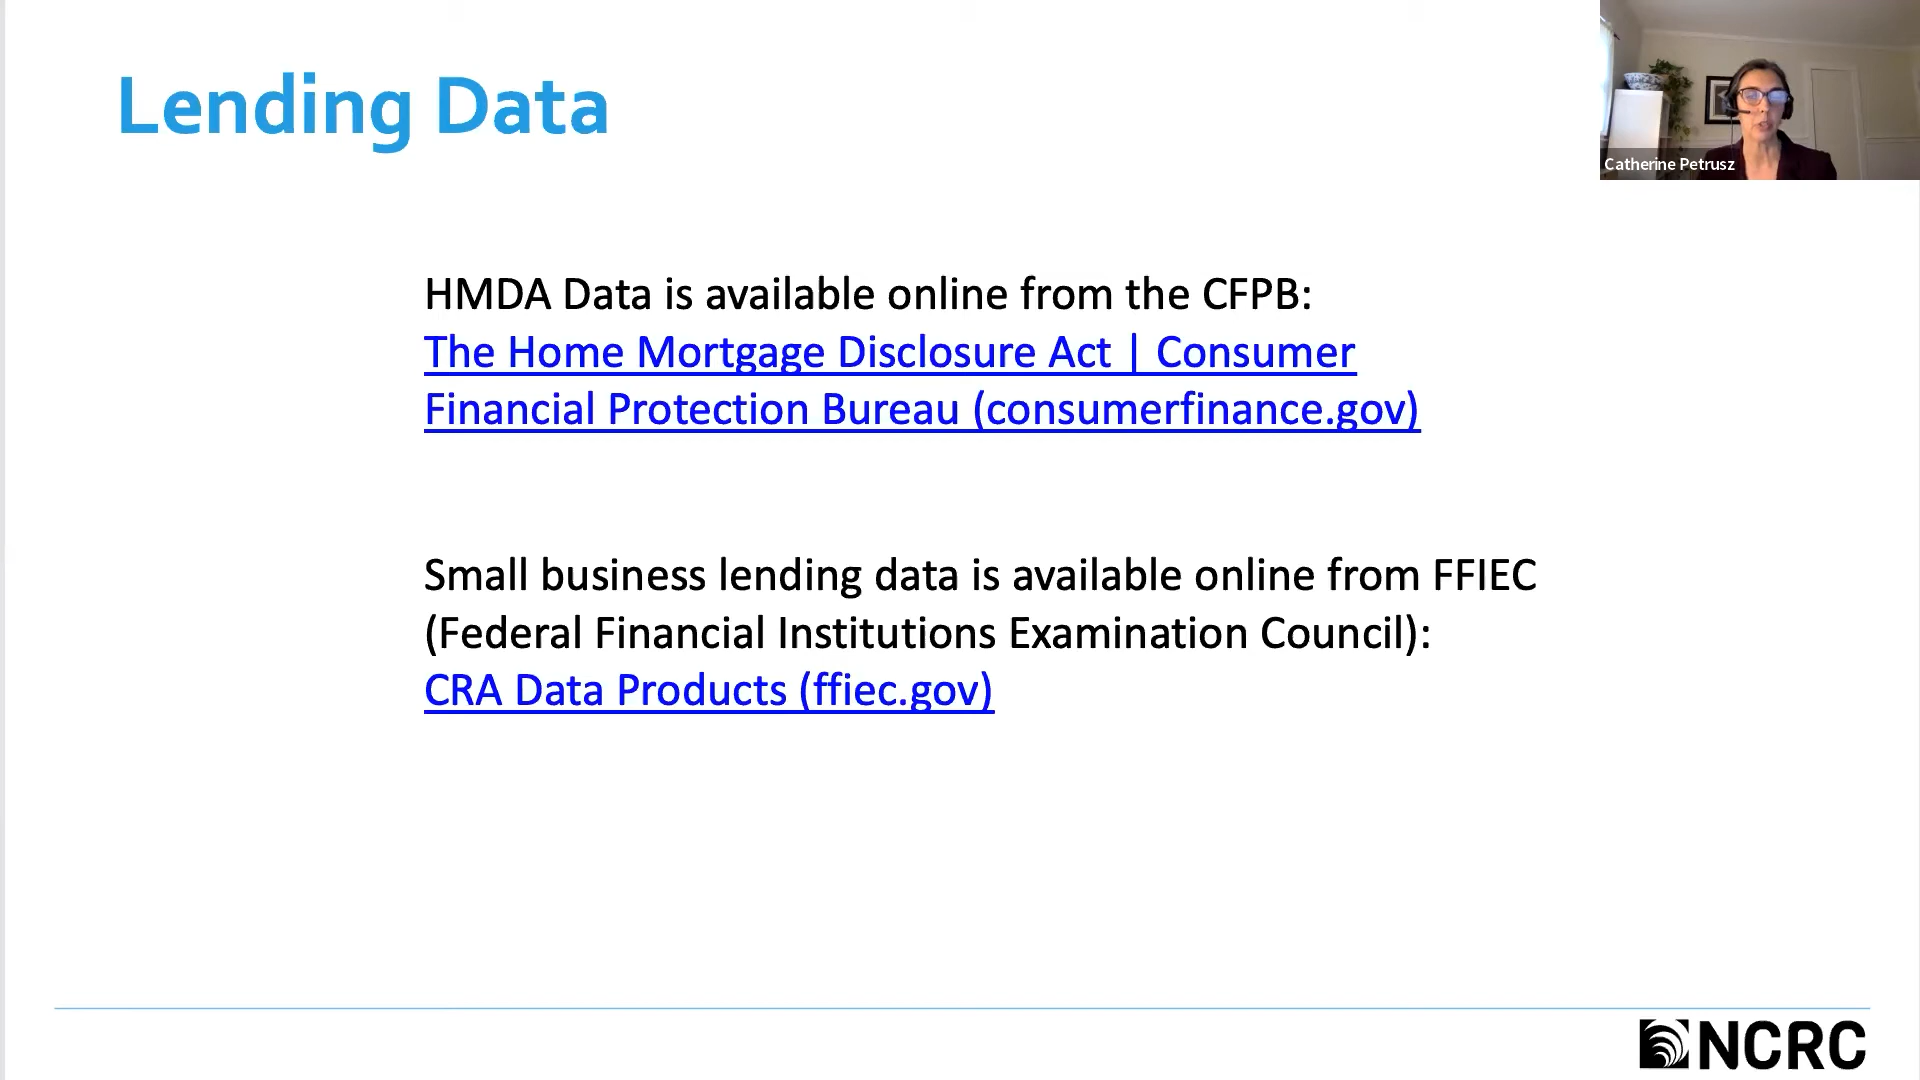 Lending Data
Catherine Petrusz
HMDA Data is available online from the CFPB:
The Home Mortgage Disclosure Act | Consumer
Financial Protection Bureau (consumerfinance.gov)
Small business lending data is available online from FFIEC
(Federal Financial Institutions Examination Council):
CRA Data Products (ffiec.gov)
NCRC